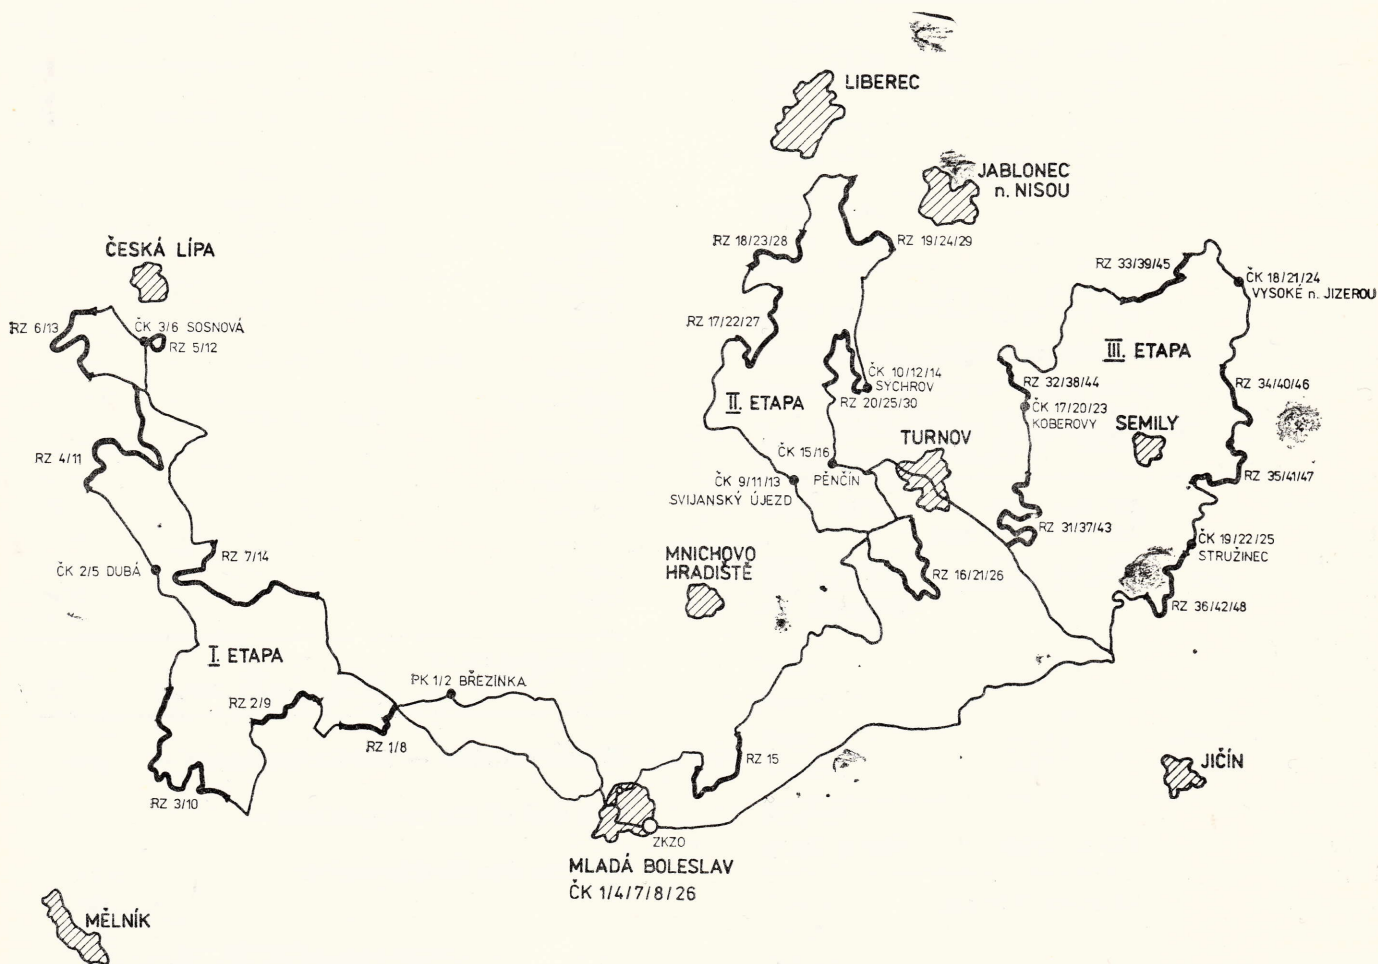 LIBEREC
JABLONEC
n. NISOU
ČESKÁ LÍPA
RZ 18/23/28
RZ 19/24/29
RZ 33/39/45
ČK 18/21/24
VYSOKÉ n. JIZEROU
RZ 6/13
ČK 3/6 SOSNOVÁ
RZ 5/12
RZ 17/22/27
III. ETAPA
ČK 10/12/14
SYCHROV
RZ 20/25/30
II. ETAPA
RZ 32/38/44
ČK 17/20/23
KOBEROVY
RZ 34/40/46
SEMILY
TURNOV
RZ 4/11
ČK 15/16
PĚNČÍN
ČK 9/11/13
SVIJANSKÝ ÚJEZD
RZ 35/41/47
RZ 31/37/43
ČK 19/22/25
STRUŽINEC
RZ 7/14
MNICHOVO
HRADIŠTĚ
ČK 2/5 DUBÁ
RZ 16/21/26
RZ 36/42/48
I. ETAPA
PK 1/2 BŘEZÍNKA
RZ 2/9
RZ 1/8
RZ 15
JIČÍN
RZ 3/10
ZKZO
MLADÁ BOLESLAV
ČK 1/4/7/8/26
MĚLNÍK